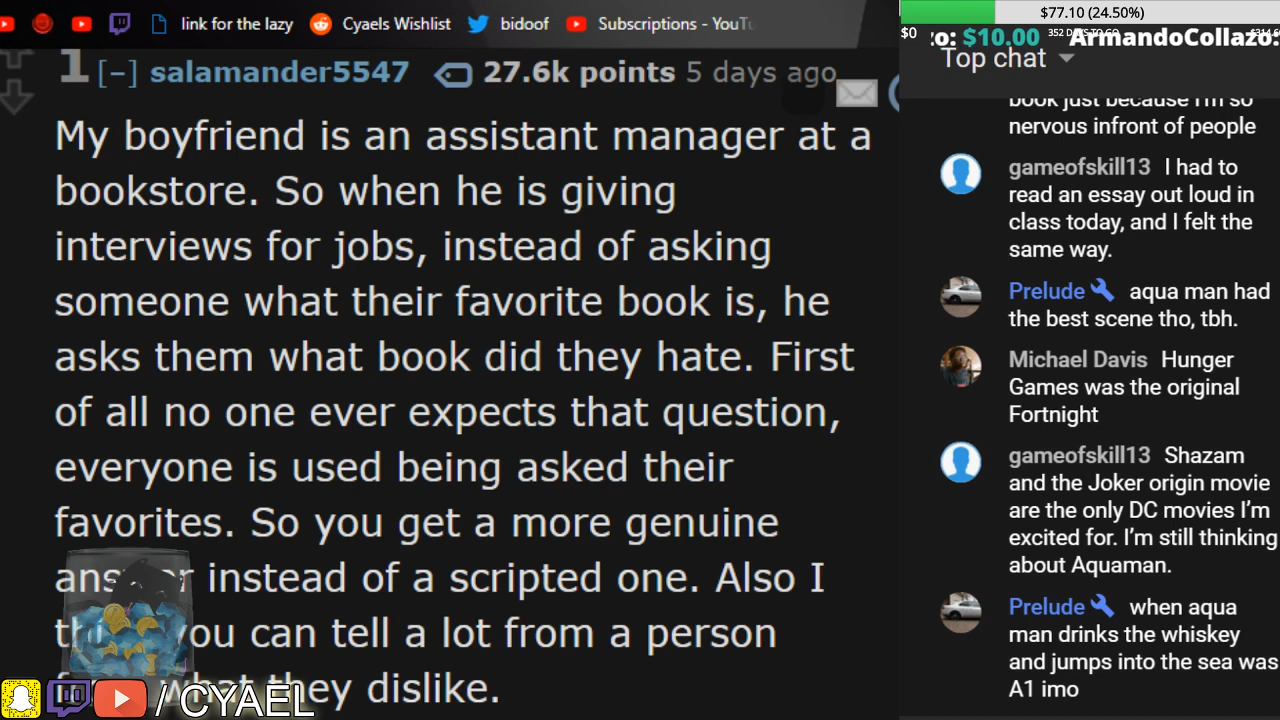 link for the lazy
Cyaels Wishlist
bidoof
Subscriptions - YouTu
1 [–] salamander5547 27.6k points 5 days ago
My boyfriend is an assistant manager at a
bookstore. So when he is giving
interviews for jobs, instead of asking
someone what their favorite book is, he
asks them what book did they hate. First
of all no one ever expects that question,
everyone is used being asked their
favorites. So you get a more genuine
instead of a scripted one. Also I
you can tell a lot from a person
what they dislike.
/CYAEL
$77.10 (24.50%)
$0
zo: $10.00 ArmandoCollazo:
Top chat
book just because I'm so
nervous infront of people
gameofskill13 I had to
read an essay out loud in
class today, and I felt the
same way.
Prelude aqua man had
the best scene tho, tbh.
Michael Davis Hunger
Games was the original
Fortnight
gameofskill13 Shazam
and the Joker origin movie
are the only DC movies I’m
excited for. I’m still thinking
about Aquaman.
Prelude when aqua
man drinks the whiskey
and jumps into the sea was
A1 imo